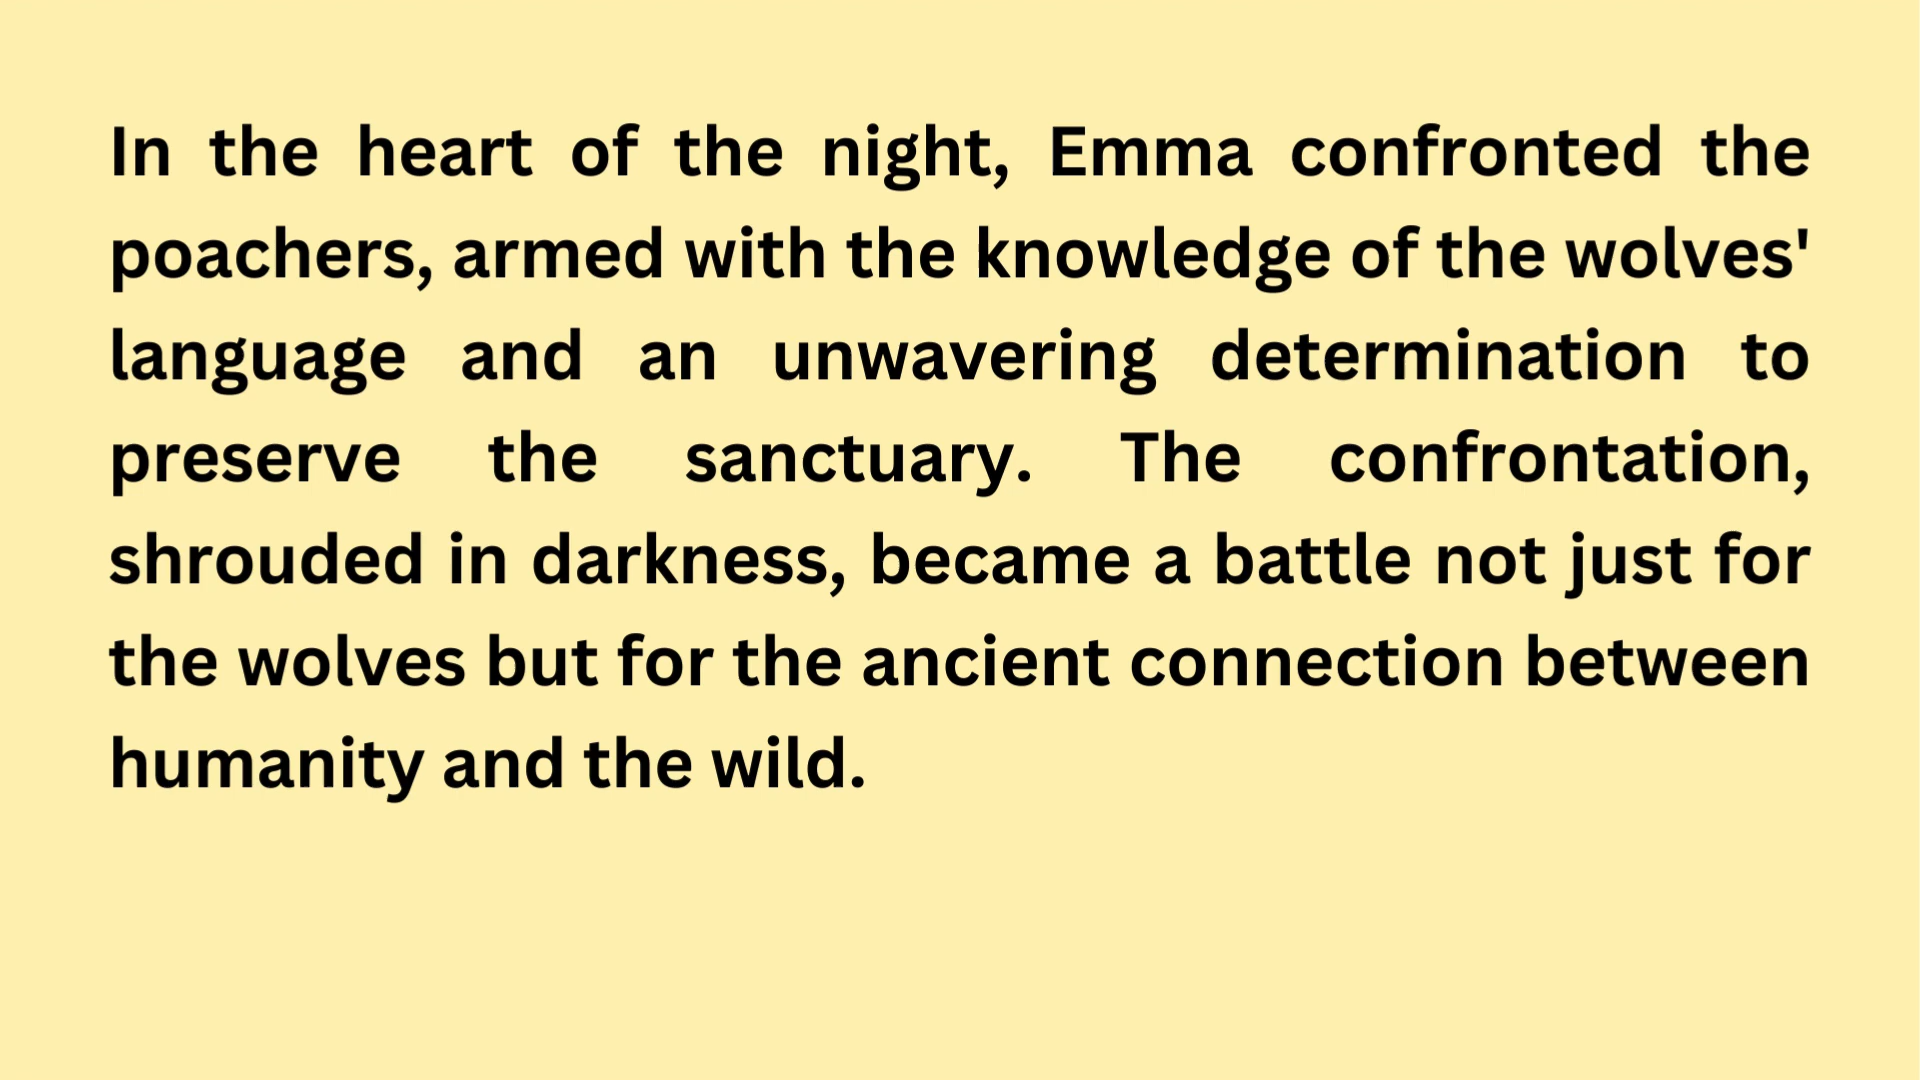 In the heart of the night, Emma confronted the
poachers, armed with the knowledge of the wolves'
language and an unwavering determination to
preserve the sanctuary. The confrontation,
shrouded in darkness, became a battle not just for
the wolves but for the ancient connection between
humanity and the wild.